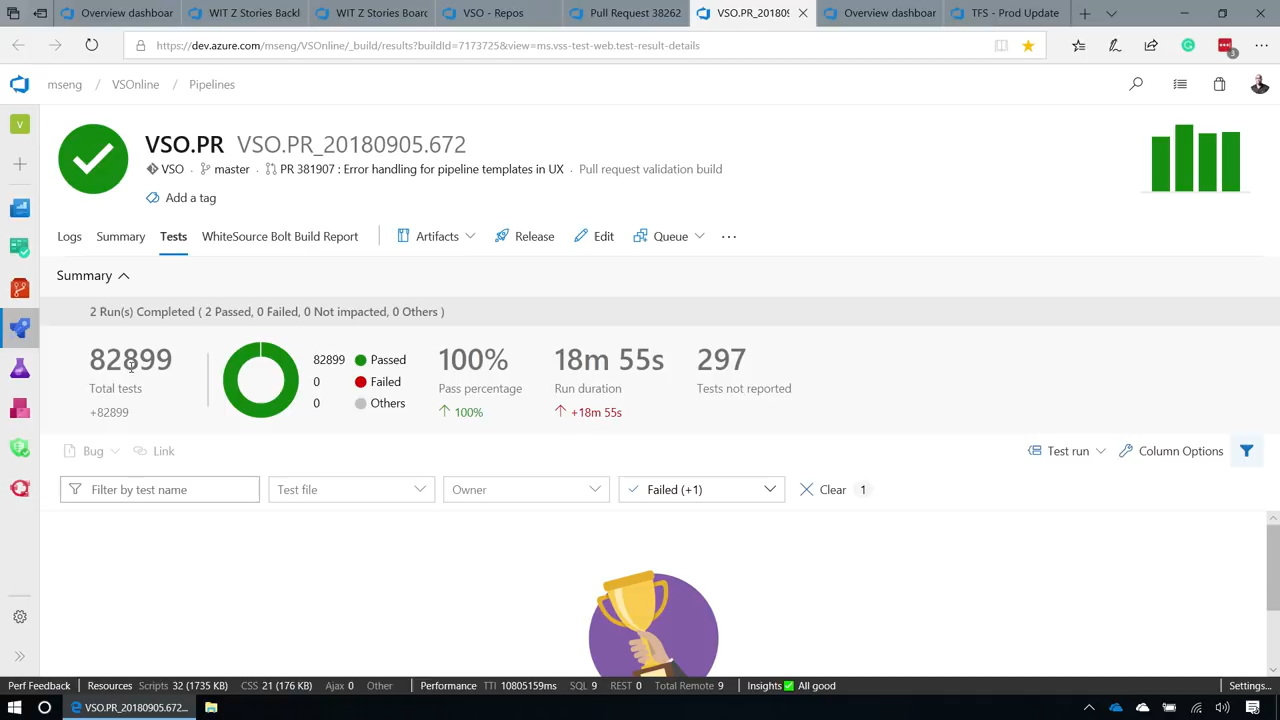 WIT Z Stories Backl
WIT Z Stories Board
VSO - Repos
Pull Request 38262
VSO.PR_20180
Overview dashboard
TFS - Prod Update
https://dev.azure.com/mseng/VSOnline/_build/results?buildId=7173725&view=ms.vss-test-web.test-result-details
3
mseng / VSOnline / Pipelines
V
VSO.PR VSO.PR_20180905.672
VSO master PR 381907 : Error handling for pipeline templates in UX · Pull request validation build
Add a tag
Logs Summary Tests WhiteSource Bolt Build Report Artifacts Release Edit Queue ...
Summary
2 Run(s) Completed ( 2 Passed, 0 Failed, 0 Not impacted, 0 Others )
82899
Total tests
+82899
82899 Passed
0 Failed
0 Others
100%
Pass percentage
100%
18m 55s
Run duration
+18m 55s
297
Tests not reported
Bug Link Test run Column Options
Filter by test name Test file Owner Failed (+1) Clear 1
Perf Feedback Resources Scripts 32 (1735 KB) CSS 21 (176 KB) Ajax 0 Other Performance TTI 10805159ms SQL 9 REST 0 Total Remote 9 Insights All good Settings...
VSO.PR_20180905.672...